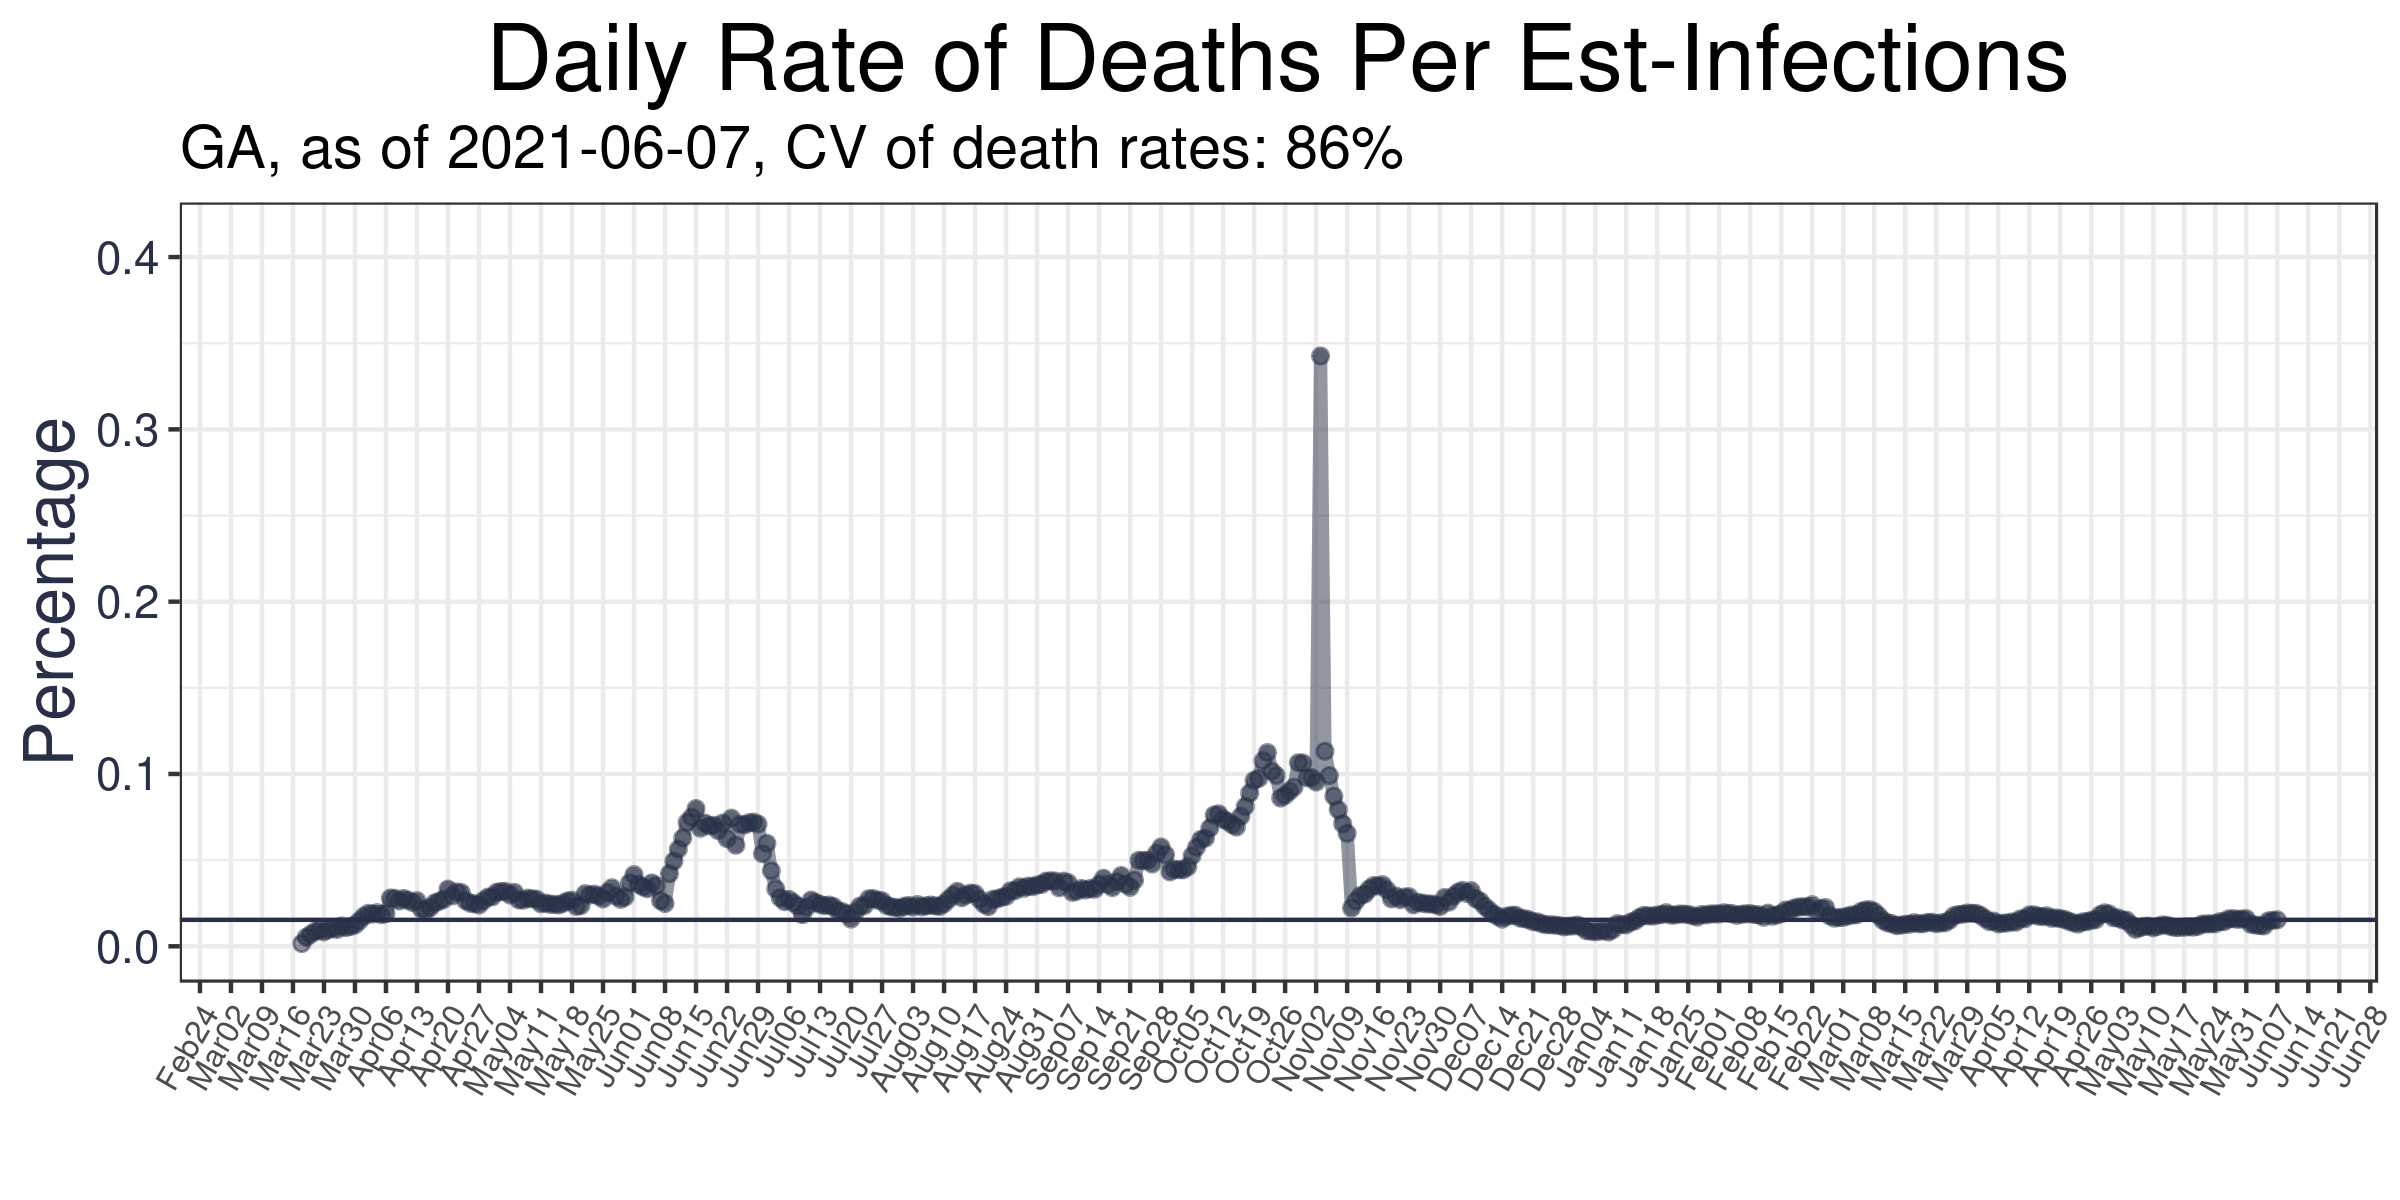 Daily Rate of Deaths Per Est-Infections
GA, as of 2021-06-07, CV of death rates: 86%
Percentage
0.4
0.3
0.2
0.1
0.0
Feb24
Mar02
Mar09
Mar16
Mar23
Mar30
Apr06
Apr13
Apr20
Apr27
May04
May11
May18
May25
Jun01
Jun08
Jun15
Jun22
Jun29
Jul06
Jul13
Jul20
Jul27
Aug03
Aug10
Aug17
Aug24
Aug31
Sep07
Sep14
Sep21
Sep28
Oct05
Oct12
Oct19
Oct26
Nov02
Nov09
Nov16
Nov23
Nov30
Dec07
Dec14
Dec21
Dec28
Jan04
Jan11
Jan18
Jan25
Feb01
Feb08
Feb15
Feb22
Mar01
Mar08
Mar15
Mar22
Mar29
Apr05
Apr12
Apr19
Apr26
May03
May10
May17
May24
May31
Jun07
Jun14
Jun21
Jun28